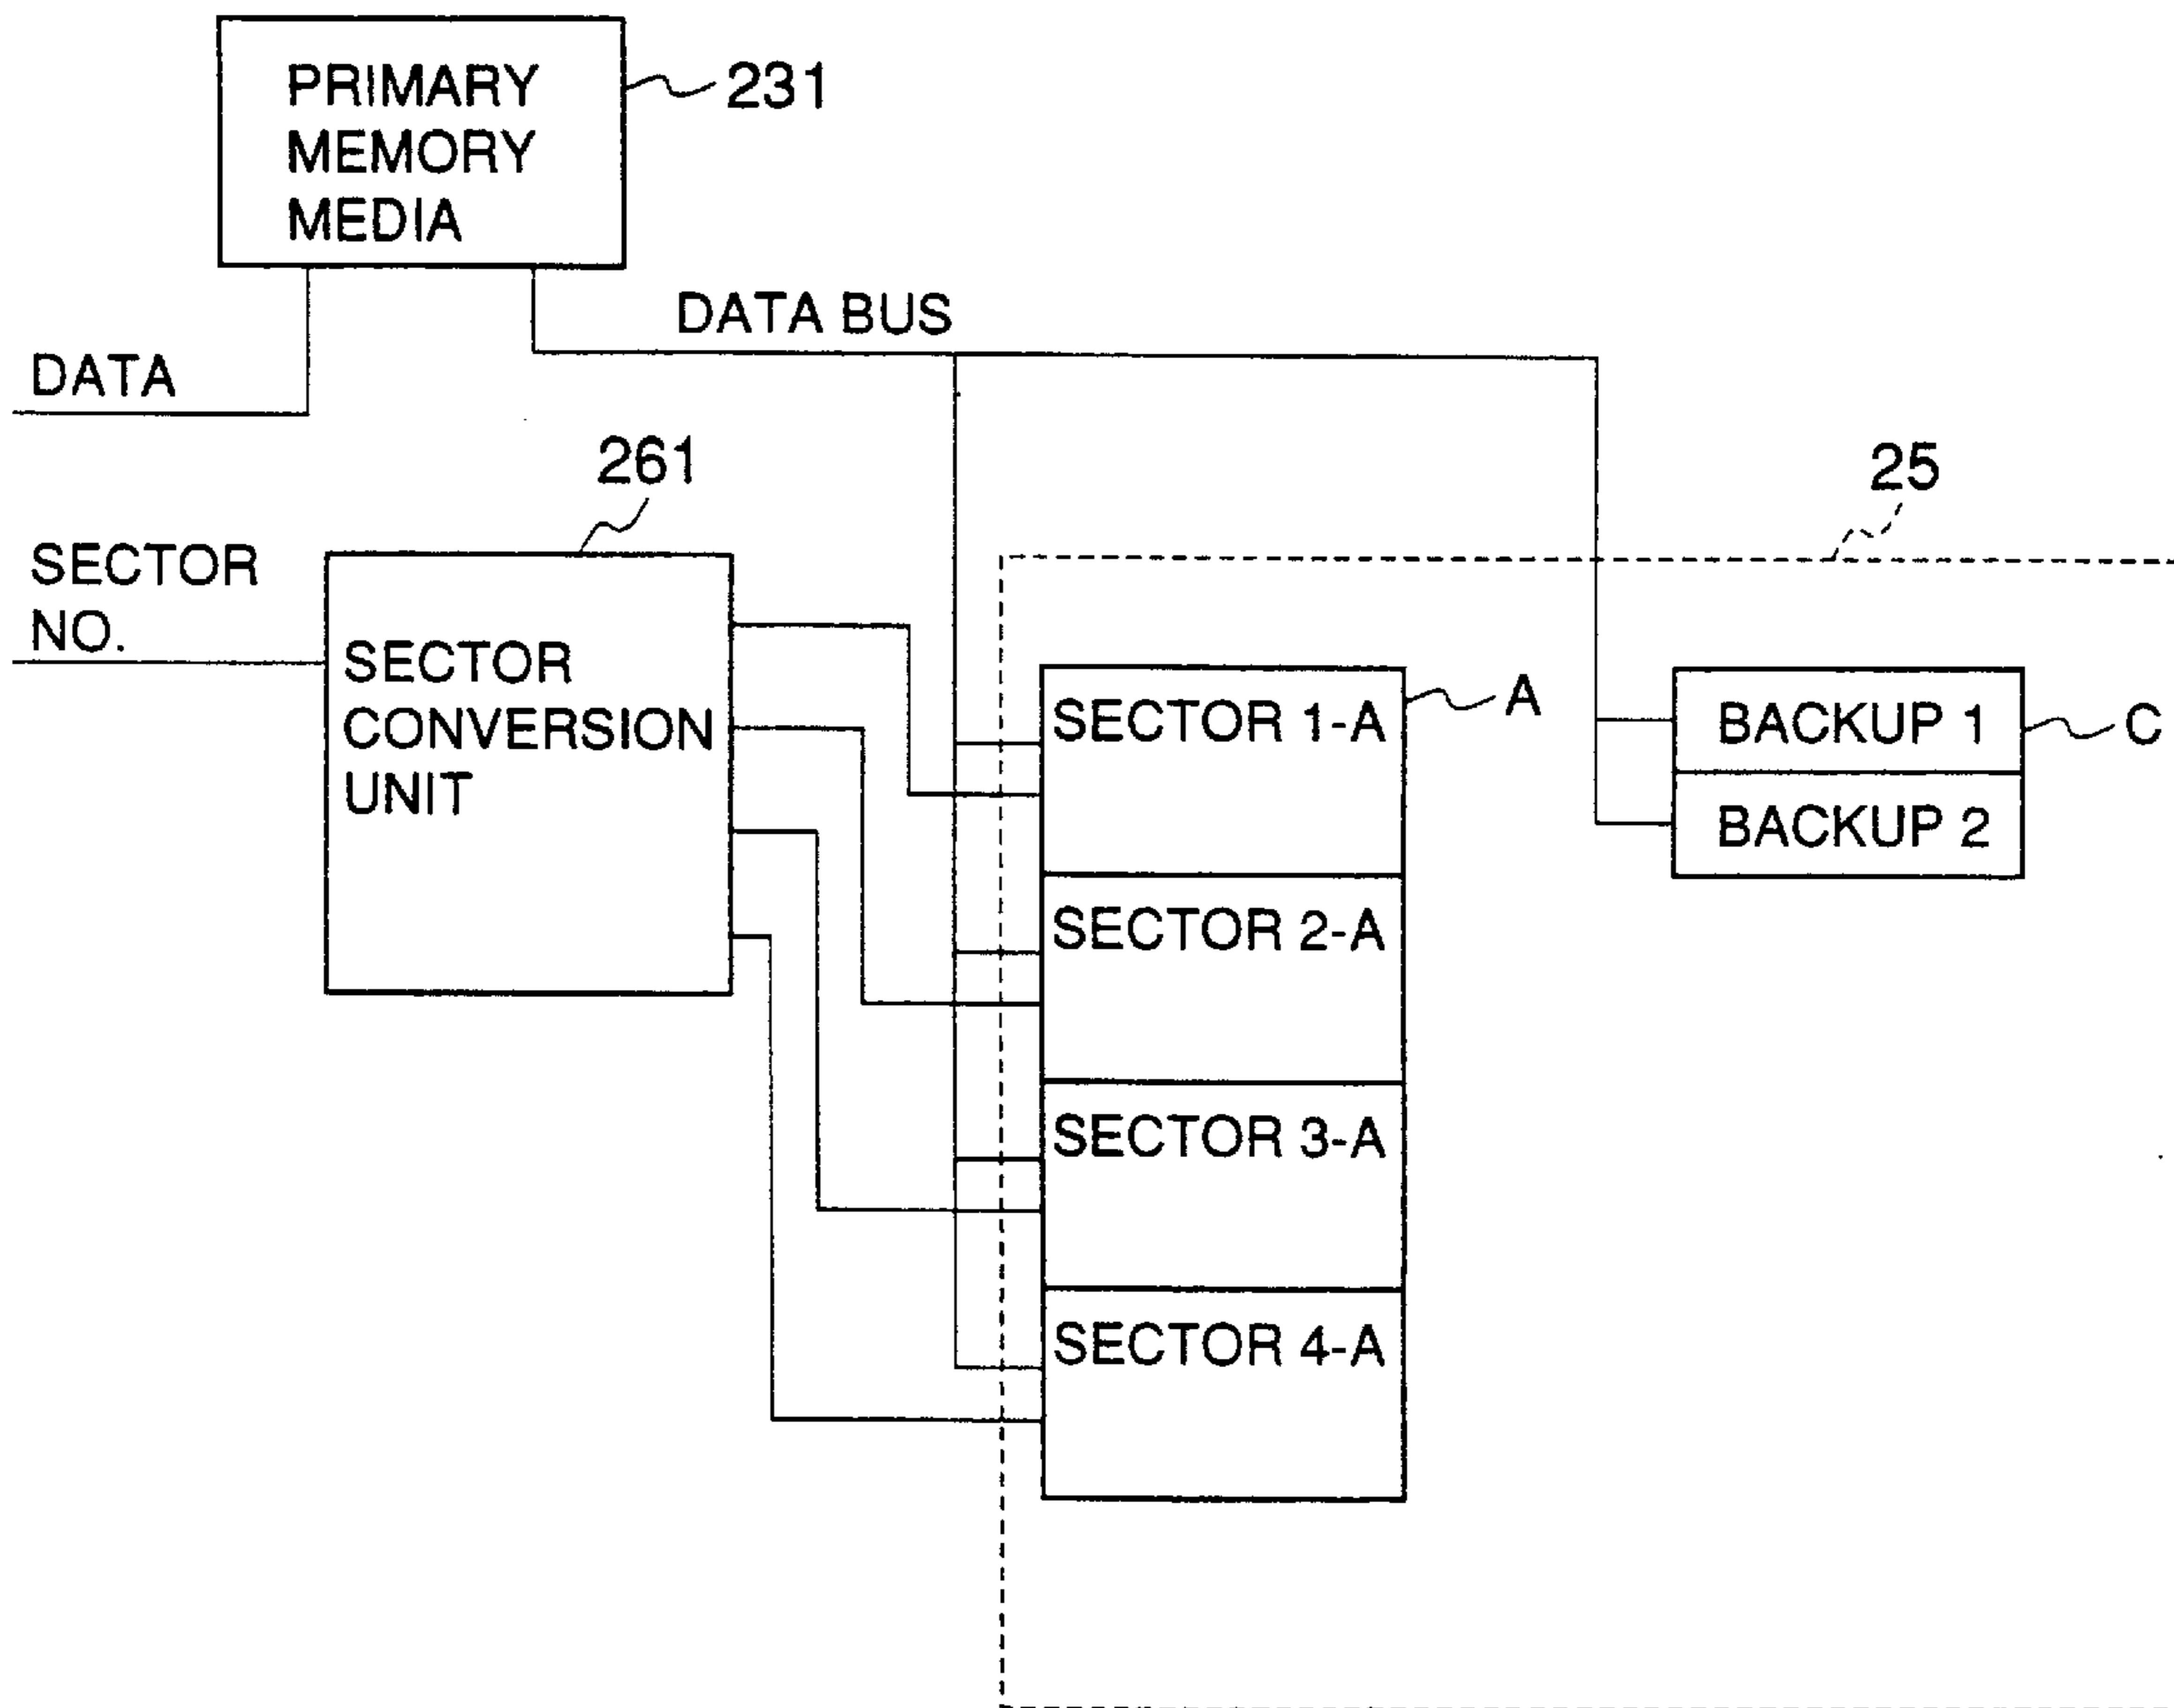 PRIMARY
MEMORY
MEDIA
231
DATA BUS
DATA
261
25
SECTOR
NO.
SECTOR
CONVERSION
UNIT
SECTOR 1-A
A
BACKUP 1
C
BACKUP 2
SECTOR 2-A
SECTOR 3-A
SECTOR 4-A